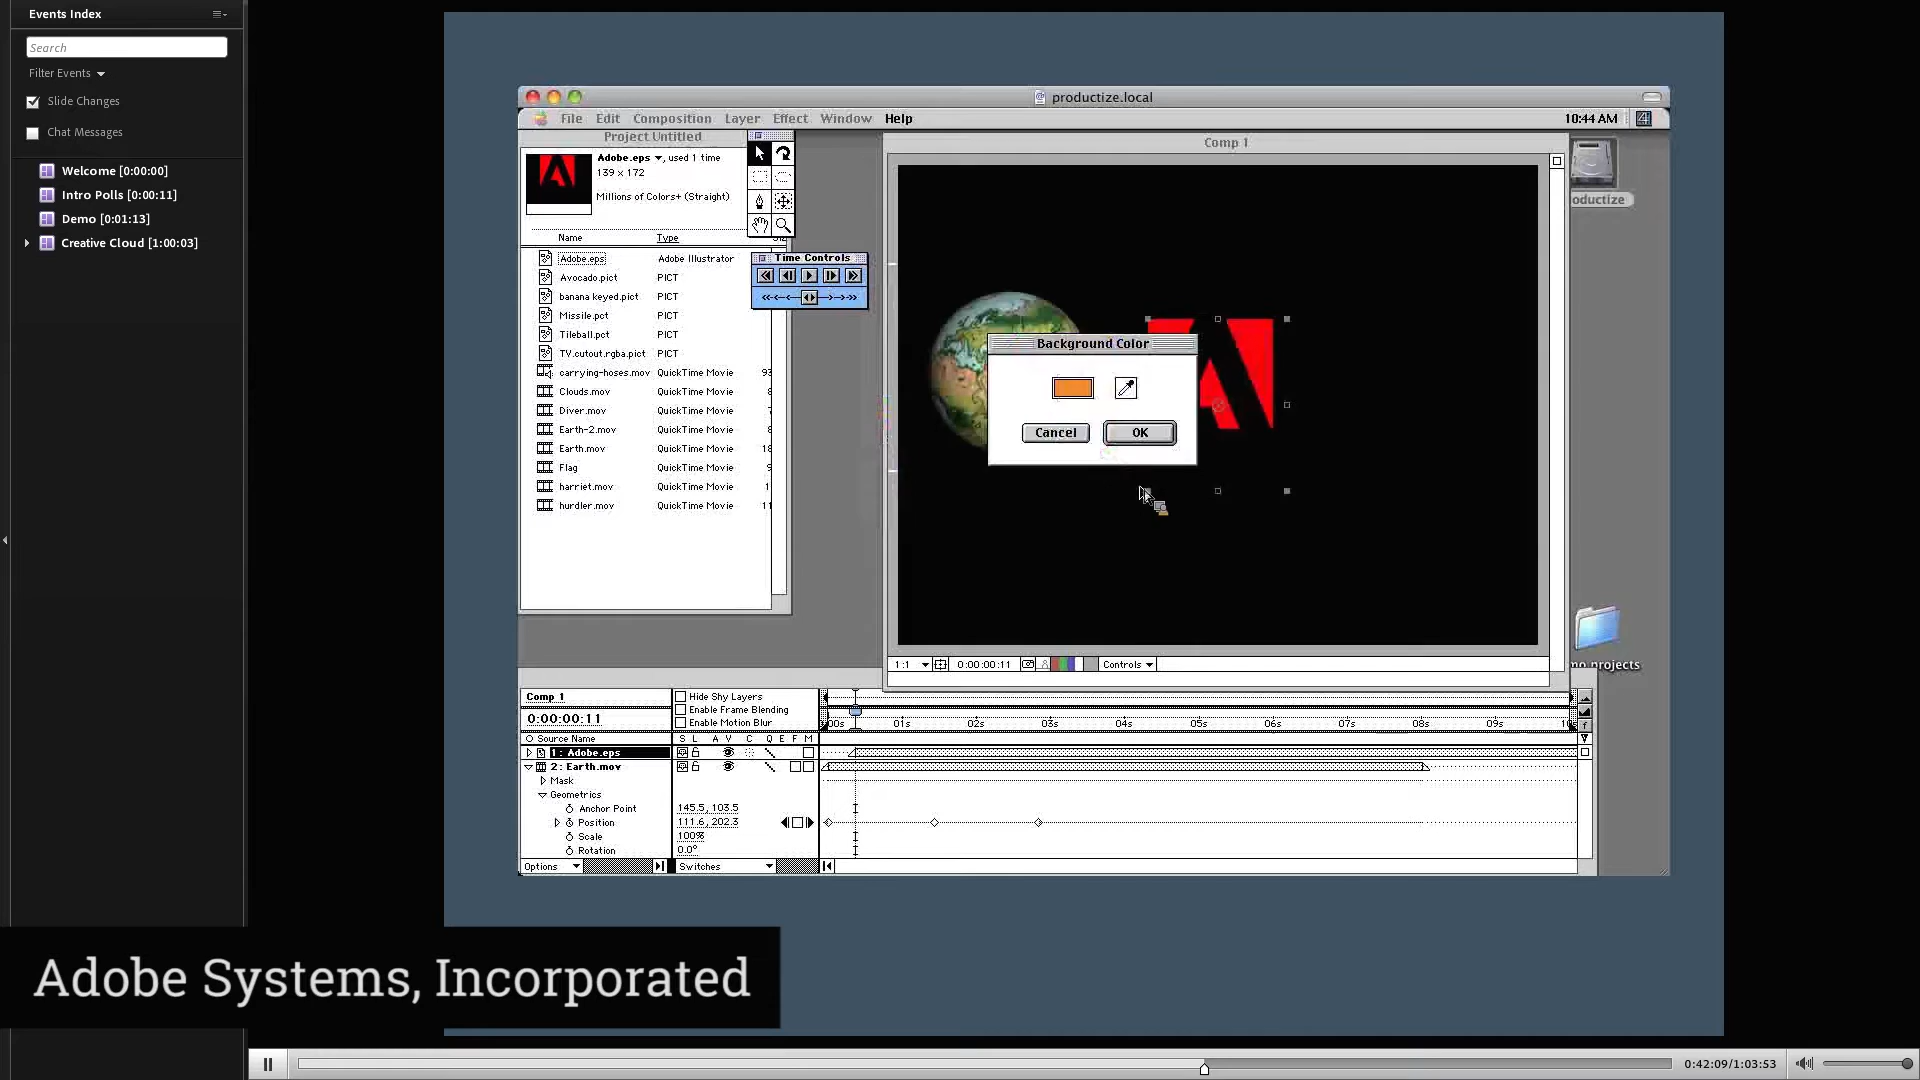 Events Index
Search
Filter Events
Slide Changes
Chat Messages
Welcome [0:00:00]
Intro Polls [0:00:11]
Demo [0:01:13]
Creative Cloud [1:00:03]
productize.local
File Edit Composition Layer Effect Window Help
10:44 AM
Project Untitled
Adobe.eps , used 1 time
139 x 172
Millions of Colors+ (Straight)
Name Type
Adobe.eps Adobe Illustrator
Avocado.pict PICT
banana keyed.pict PICT
Missile.pct PICT
Tileball.pct PICT
TV.cutout.rgba.pict PICT
carrying-hoses.mov QuickTime Movie 93
Clouds.mov QuickTime Movie
Diver.mov QuickTime Movie
Earth-2.mov QuickTime Movie
Earth.mov QuickTime Movie 18
Flag QuickTime Movie
harriet.mov QuickTime Movie 1
hurdler.mov QuickTime Movie 11
Time Controls
Comp 1
oductize
Background Color
Cancel OK
1:1 0:00:00:11 Controls
mo projects
Comp 1
0:00:00:11
Hide Shy Layers
Enable Frame Blending
Enable Motion Blur
:00s 01s 02s 03s 04s 05s 06s 07s 08s 09s 10
Source Name S L A V C Q E F M
1 : Adobe.eps
2 : Earth.mov
Mask
Geometrics
Anchor Point 145.5, 103.5
Position 111.6, 202.3
Scale 100%
Rotation 0.0°
Options Switches
Adobe Systems, Incorporated
0:42:09/1:03:53